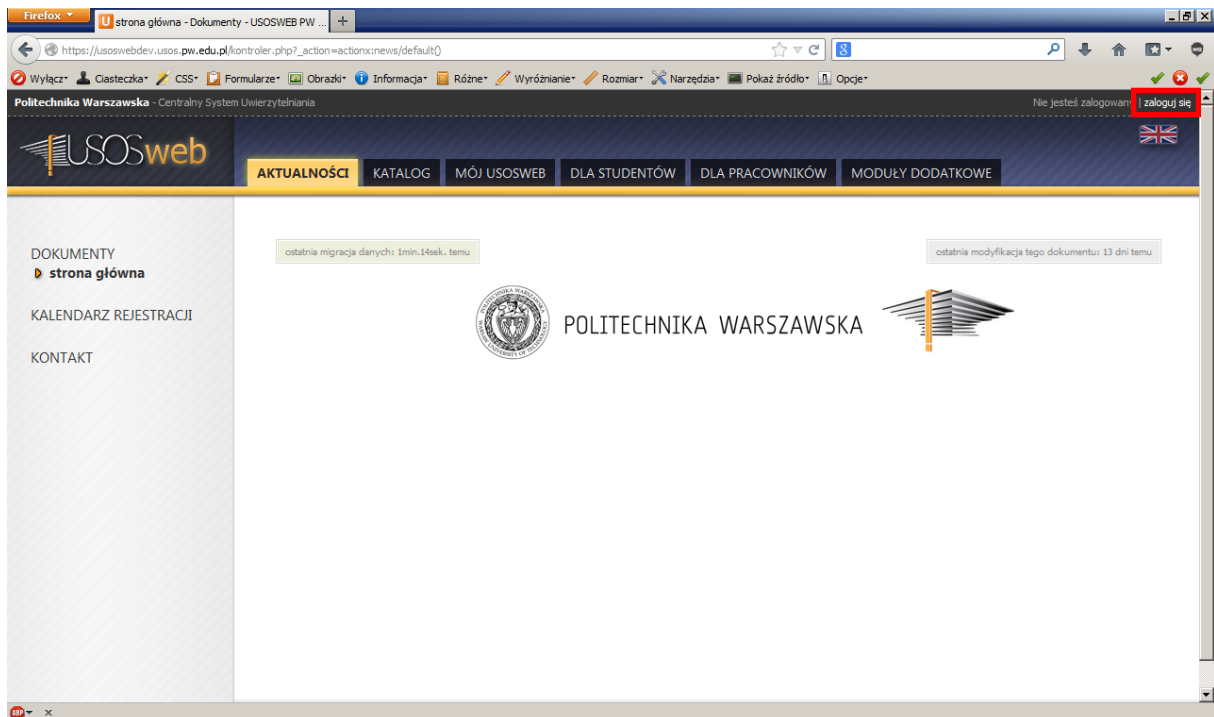 Firefox
strona główna - Dokumenty - USOSWEB PW ...
https://usoswebdev.usos.pw.edu.pl/kontroler.php?_action=actionx:news/default()
Wyłącz Ciasteczka CSS Formularze Obrazki Informacja Różne Wyróżnianie Rozmiar Narzędzia Pokaż źródło Opcje
Politechnika Warszawska - Centralny System Uwierzytelniania
Nie jesteś zalogowany | zaloguj się
USOSweb
AKTUALNOŚCI KATALOG MÓJ USOSWEB DLA STUDENTÓW DLA PRACOWNIKÓW MODUŁY DODATKOWE
DOKUMENTY
strona główna
KALENDARZ REJESTRACJI
KONTAKT
ostatnia migracja danych: 1min.14sek. temu
ostatnia modyfikacja tego dokumentu: 13 dni temu
POLITECHNIKA WARSZAWSKA
ABP